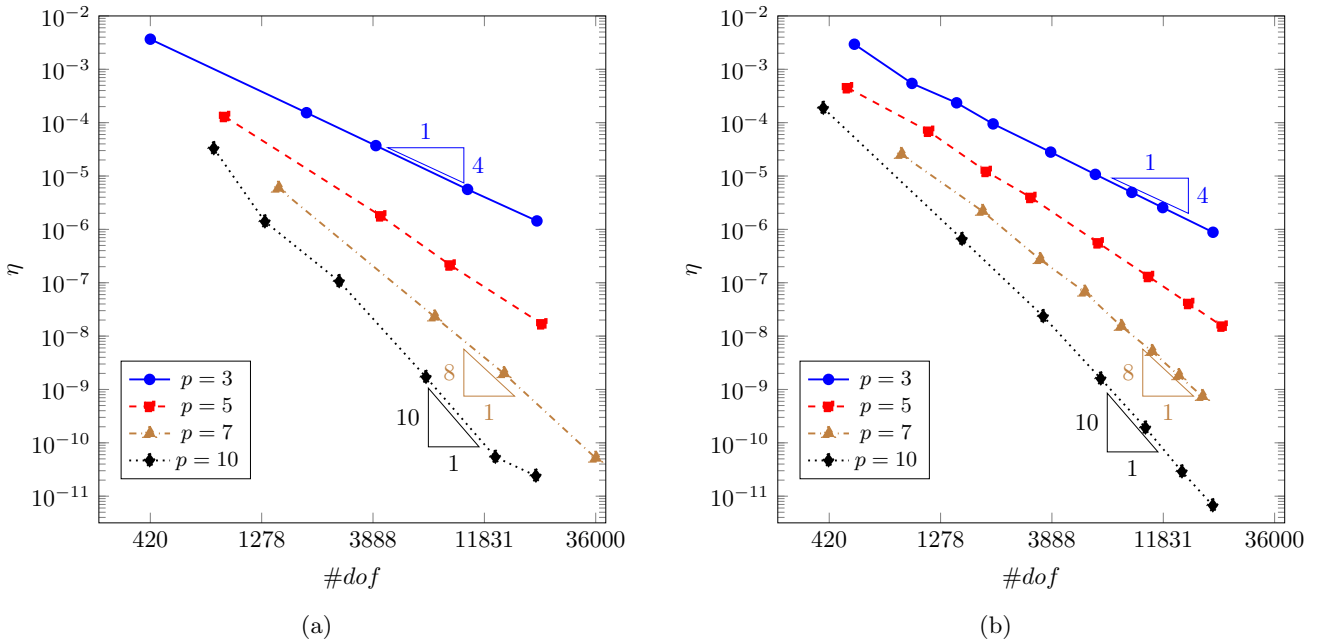 10^{-2}
10^{-3}
10^{-4}
10^{-5}
10^{-6}
10^{-7}
10^{-8}
10^{-9}
10^{-10}
10^{-11}
η
1
4
8
1
10
1
p = 3
p = 5
p = 7
p = 10
420 1278 3888 11831 36000
#dof
(a)
10^{-2}
10^{-3}
10^{-4}
10^{-5}
10^{-6}
10^{-7}
10^{-8}
10^{-9}
10^{-10}
10^{-11}
η
1
4
8
1
10
1
p = 3
p = 5
p = 7
p = 10
420 1278 3888 11831 36000
#dof
(b)